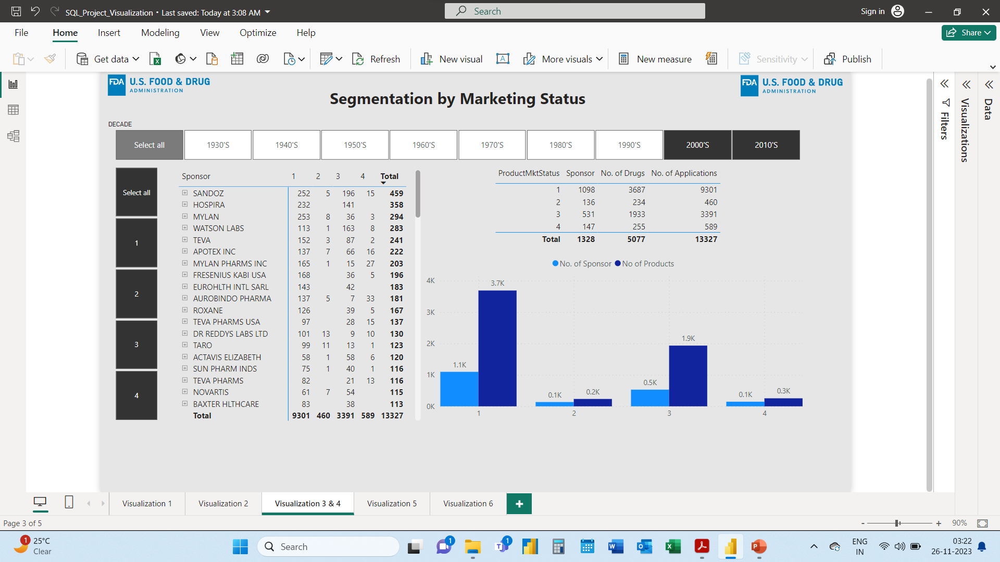 SQL_Project_Visualization • Last saved: Today at 3:08 AM
Search
Sign in
File Home Insert Modeling View Optimize Help
Share
Get data
Refresh
New visual
More visuals
New measure
Sensitivity
Publish
FDA U.S. FOOD & DRUG
ADMINISTRATION
Segmentation by Marketing Status
FDA U.S. FOOD & DRUG
ADMINISTRATION
DECADE
Select all 1930'S 1940'S 1950'S 1960'S 1970'S 1980'S 1990'S 2000'S 2010'S
Select all
1
2
3
4
Sponsor 1 2 3 4 Total
SANDOZ 252 5 196 15 459
HOSPIRA 232 141 358
MYLAN 253 8 36 3 294
WATSON LABS 113 1 163 8 283
TEVA 152 3 87 2 241
APOTEX INC 137 7 66 16 222
MYLAN PHARMS INC 165 1 15 27 203
FRESENIUS KABI USA 168 36 5 196
EUROHLTH INTL SARL 143 42 183
AUROBINDO PHARMA 137 5 7 33 181
ROXANE 126 39 5 167
TEVA PHARMS USA 97 28 15 137
DR REDDYS LABS LTD 101 13 9 10 130
TARO 99 11 13 1 123
ACTAVIS ELIZABETH 58 1 58 6 120
SUN PHARM INDS 75 1 40 1 116
TEVA PHARMS 82 21 13 116
NOVARTIS 61 7 54 115
BAXTER HLTHCARE 83 38 113
Total 9301 460 3391 589 13327
ProductMktStatus Sponsor No. of Drugs No. of Applications
1 1098 3687 9301
2 136 234 460
3 531 1933 3391
4 147 255 589
Total 1328 5077 13327
No. of Sponsor No of Products
4K
3K
2K
1K
0K
1.1K 3.7K
0.1K 0.2K
0.5K 1.9K
0.1K 0.3K
1 2 3 4
Filters
Visualizations
Data
Visualization 1 Visualization 2 Visualization 3 & 4 Visualization 5 Visualization 6 +
Page 3 of 5
- + 90%
1
25°C
Clear
Search
1
1
ENG
IN
03:22
26-11-2023